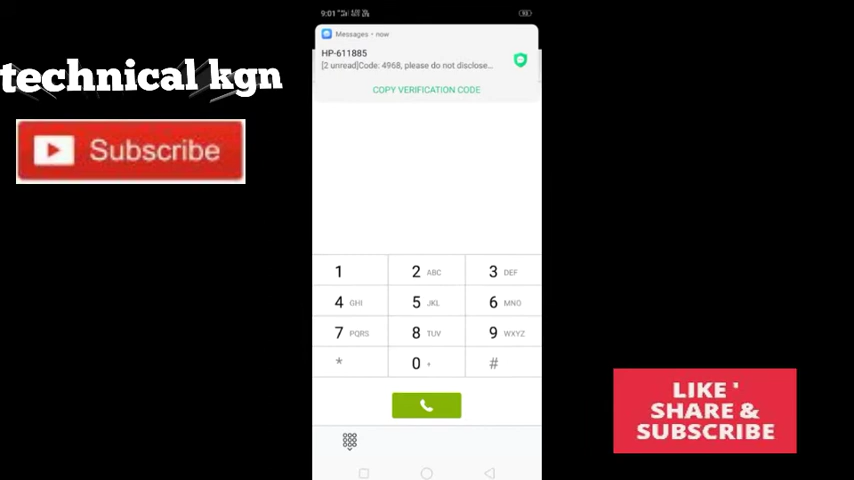 9:01
Messages • now
HP-611885
[2 unread]Code: 4968, please do not disclose...
COPY VERIFICATION CODE
technical kgn
Subscribe
1
2 ABC
3 DEF
4 GHI
5 JKL
6 MNO
7 PQRS
8 TUV
9 WXYZ
*
0 +
#
LIKE '
SHARE &
SUBSCRIBE